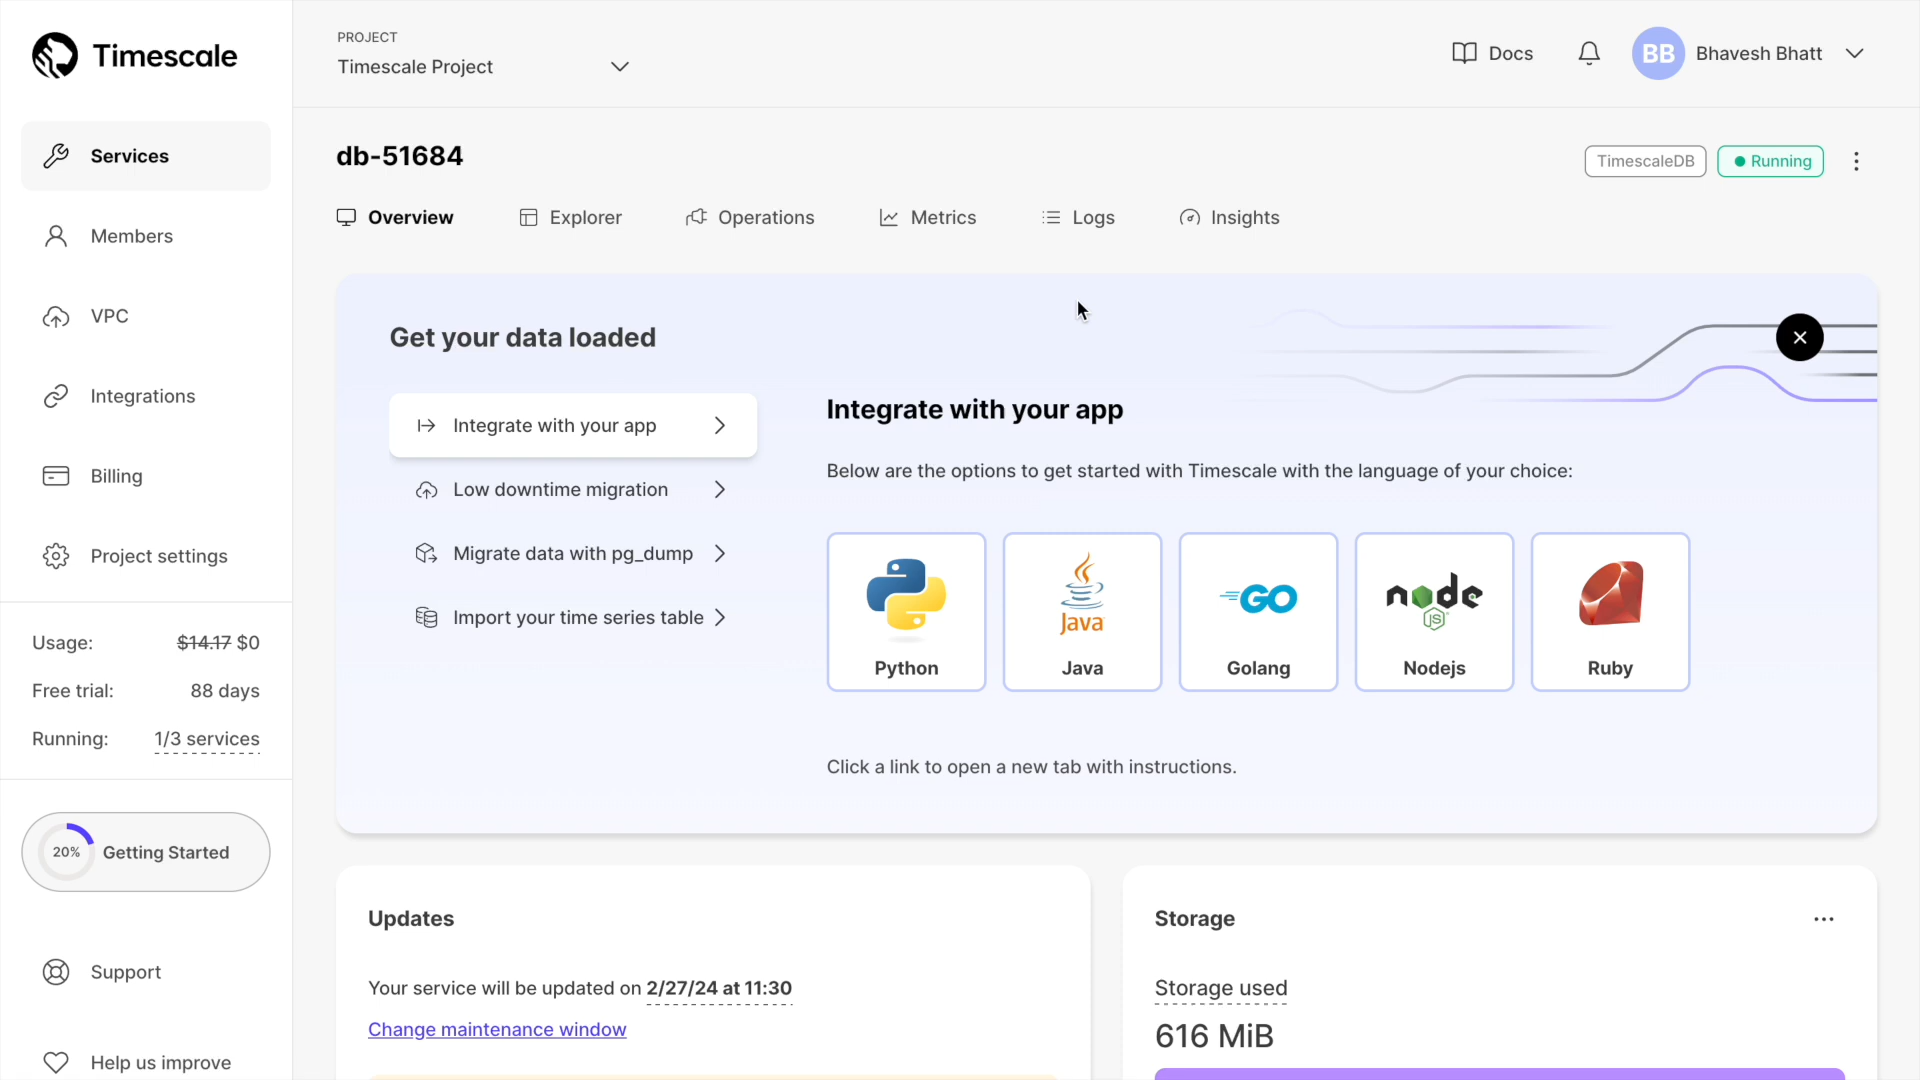 Timescale
PROJECT
Timescale Project
Docs
BB
Bhavesh Bhatt
Services
Members
VPC
Integrations
Billing
Project settings
Usage: $14.17 $0
Free trial: 88 days
Running: 1/3 services
20% Getting Started
Support
Help us improve
db-51684
TimescaleDB
Running
Overview
Explorer
Operations
Metrics
Logs
Insights
Get your data loaded
Integrate with your app
Low downtime migration
Migrate data with pg_dump
Import your time series table
Integrate with your app
Below are the options to get started with Timescale with the language of your choice:
Python
Java
Java
GO
Golang
node
JS
Nodejs
Ruby
Click a link to open a new tab with instructions.
Updates
Your service will be updated on 2/27/24 at 11:30
Change maintenance window
Storage
Storage used
616 MiB